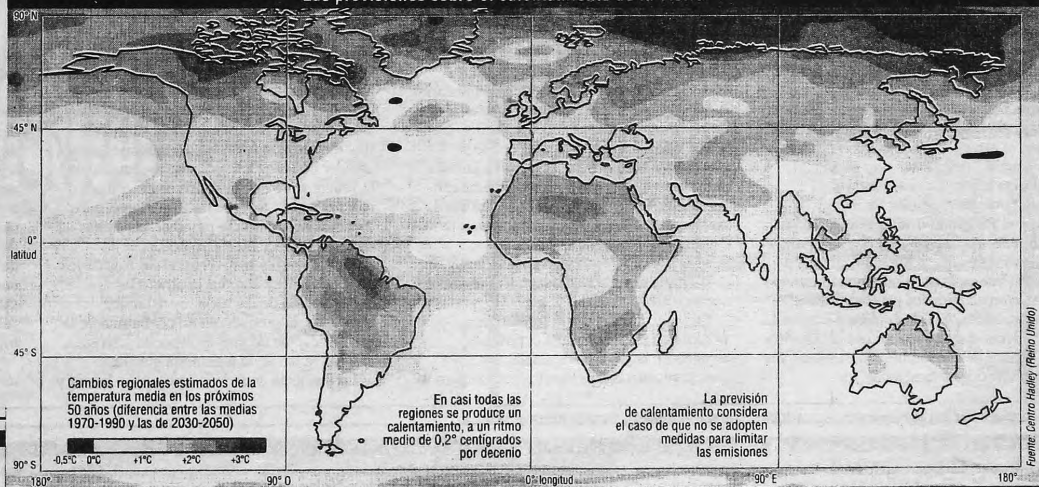 90° N
45° N
0°
latitud
45° S
90° S
Cambios regionales estimados de la
temperatura media en los próximos
50 años (diferencia entre las medias
1970-1990 y las de 2030-2050)
-0,5°C 0°C +1°C +2°C +3°C
En casi todas las
regiones se produce un
calentamiento, a un ritmo
medio de 0,2° centígrados
por decenio
La previsión
de calentamiento considera
el caso de que no se adopten
medidas para limitar
las emisiones
180° 90° O 0° longitud 90° E 180°
Fuente: Centro Hadley (Reino Unido)